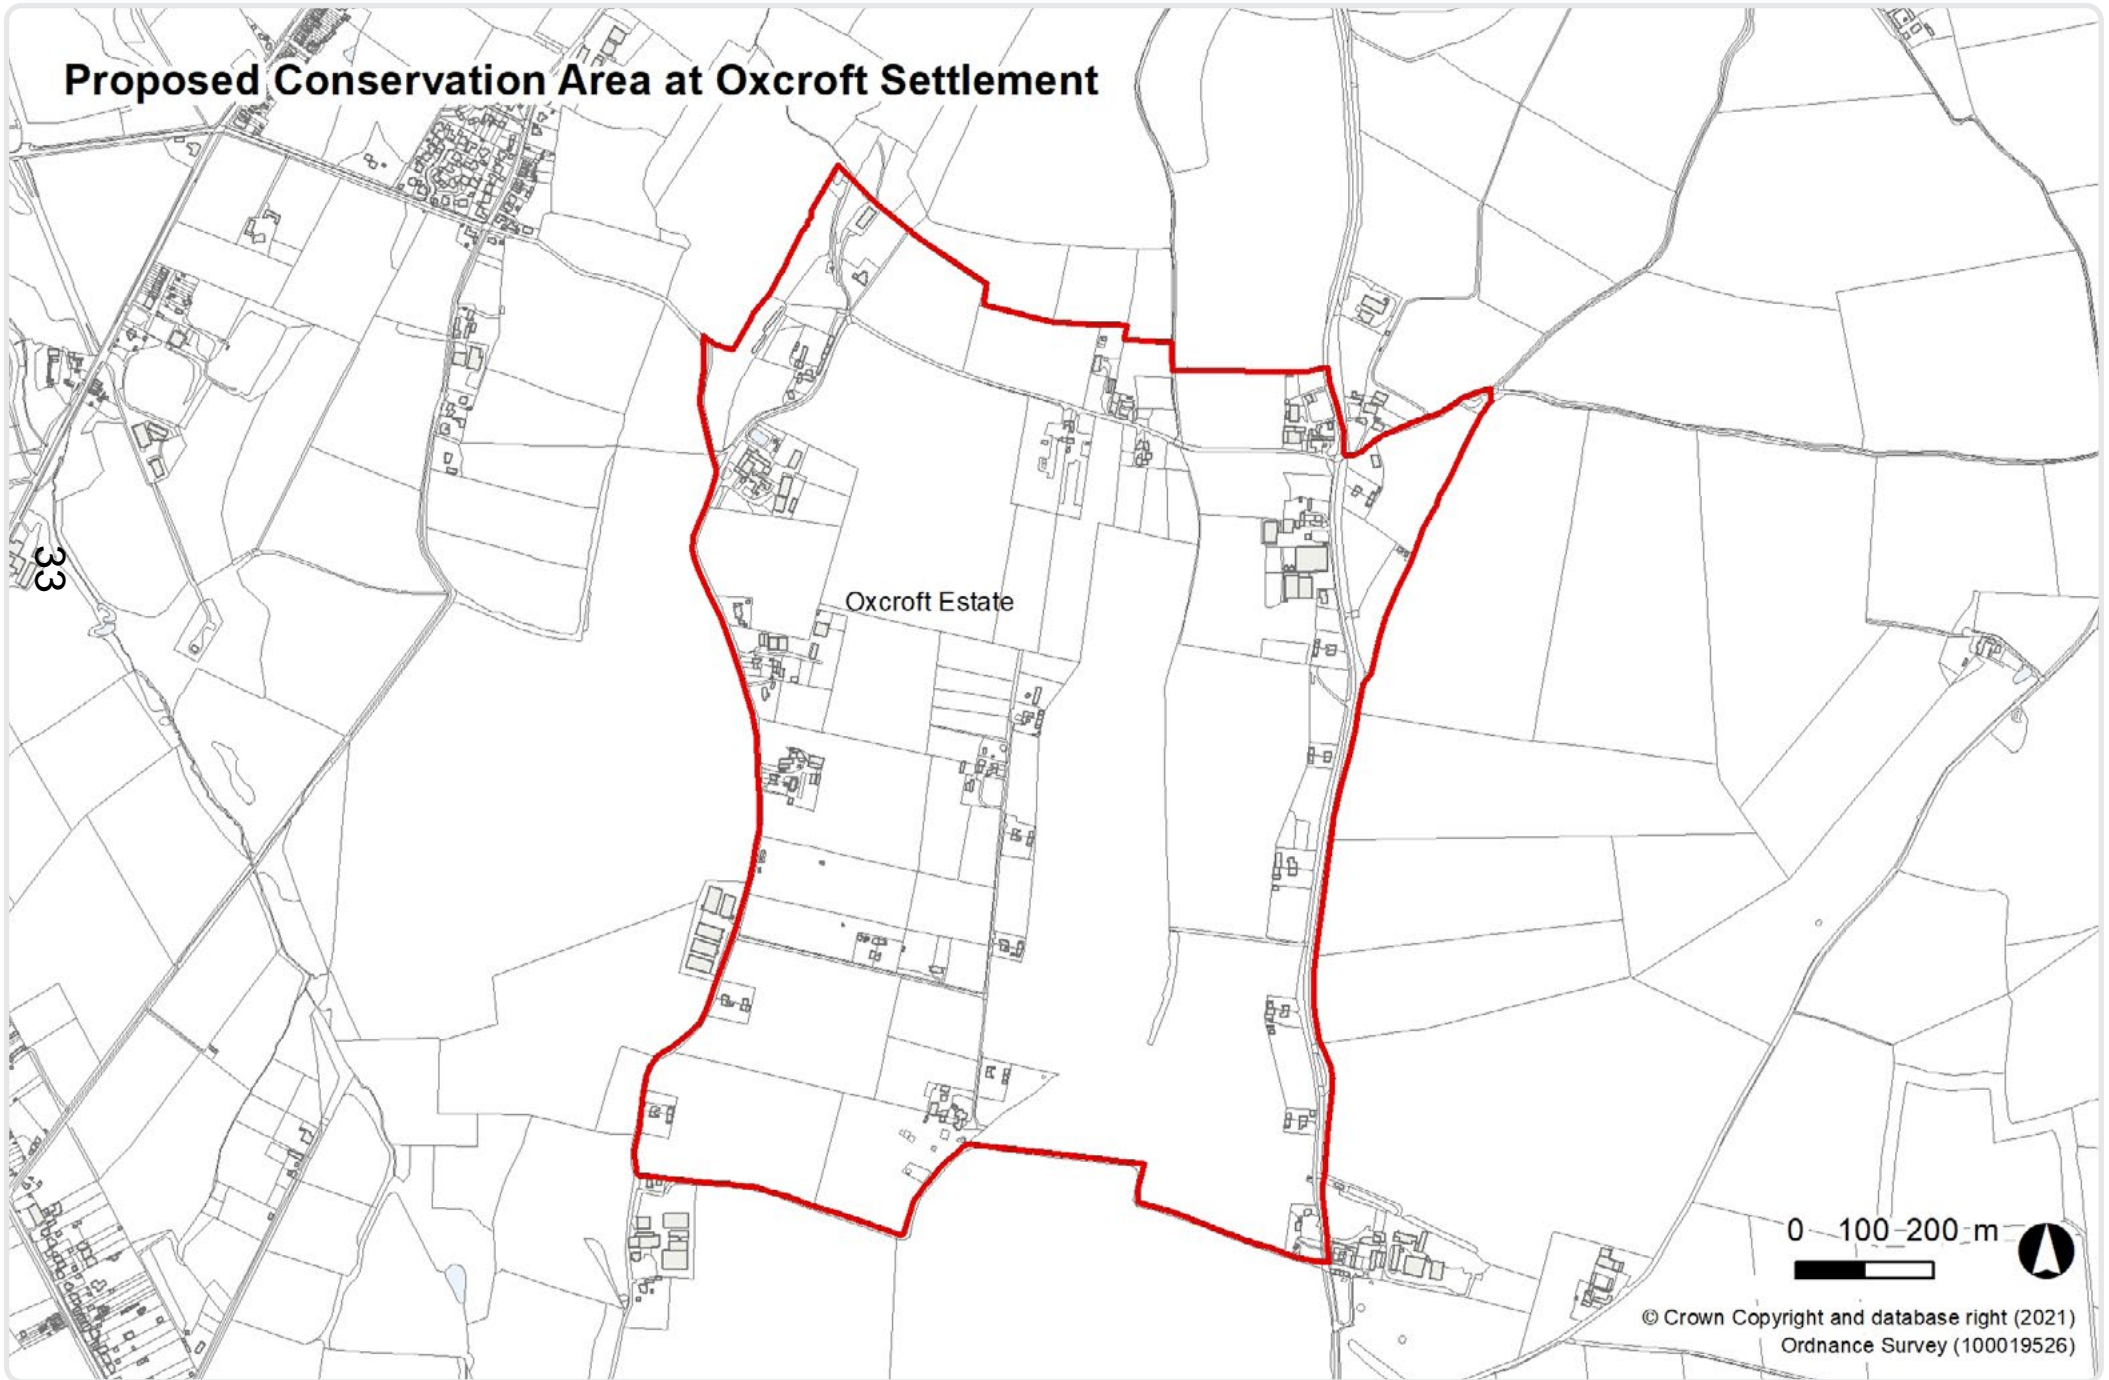 Proposed Conservation Area at Oxcroft Settlement
33
Oxcroft Estate
0 100 200 m
© Crown Copyright and database right (2021)
Ordnance Survey (100019526)